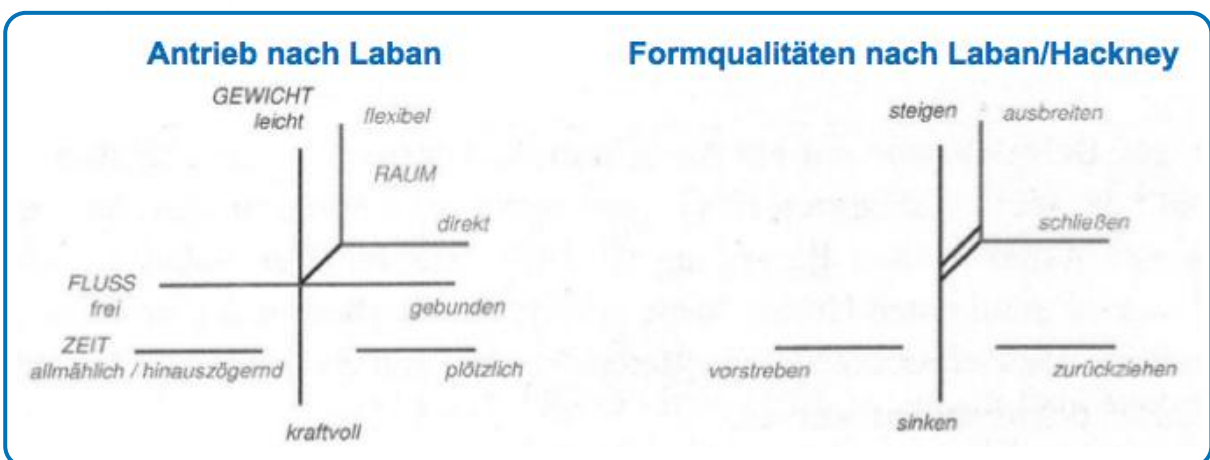 Antrieb nach Laban
GEWICHT
leicht
flexibel
RAUM
direkt
FLUSS
frei
gebunden
ZEIT
allmählich / hinauszögernd
plötzlich
kraftvoll
Formqualitäten nach Laban/Hackney
steigen
ausbreiten
schließen
vorstreben
zurückziehen
sinken